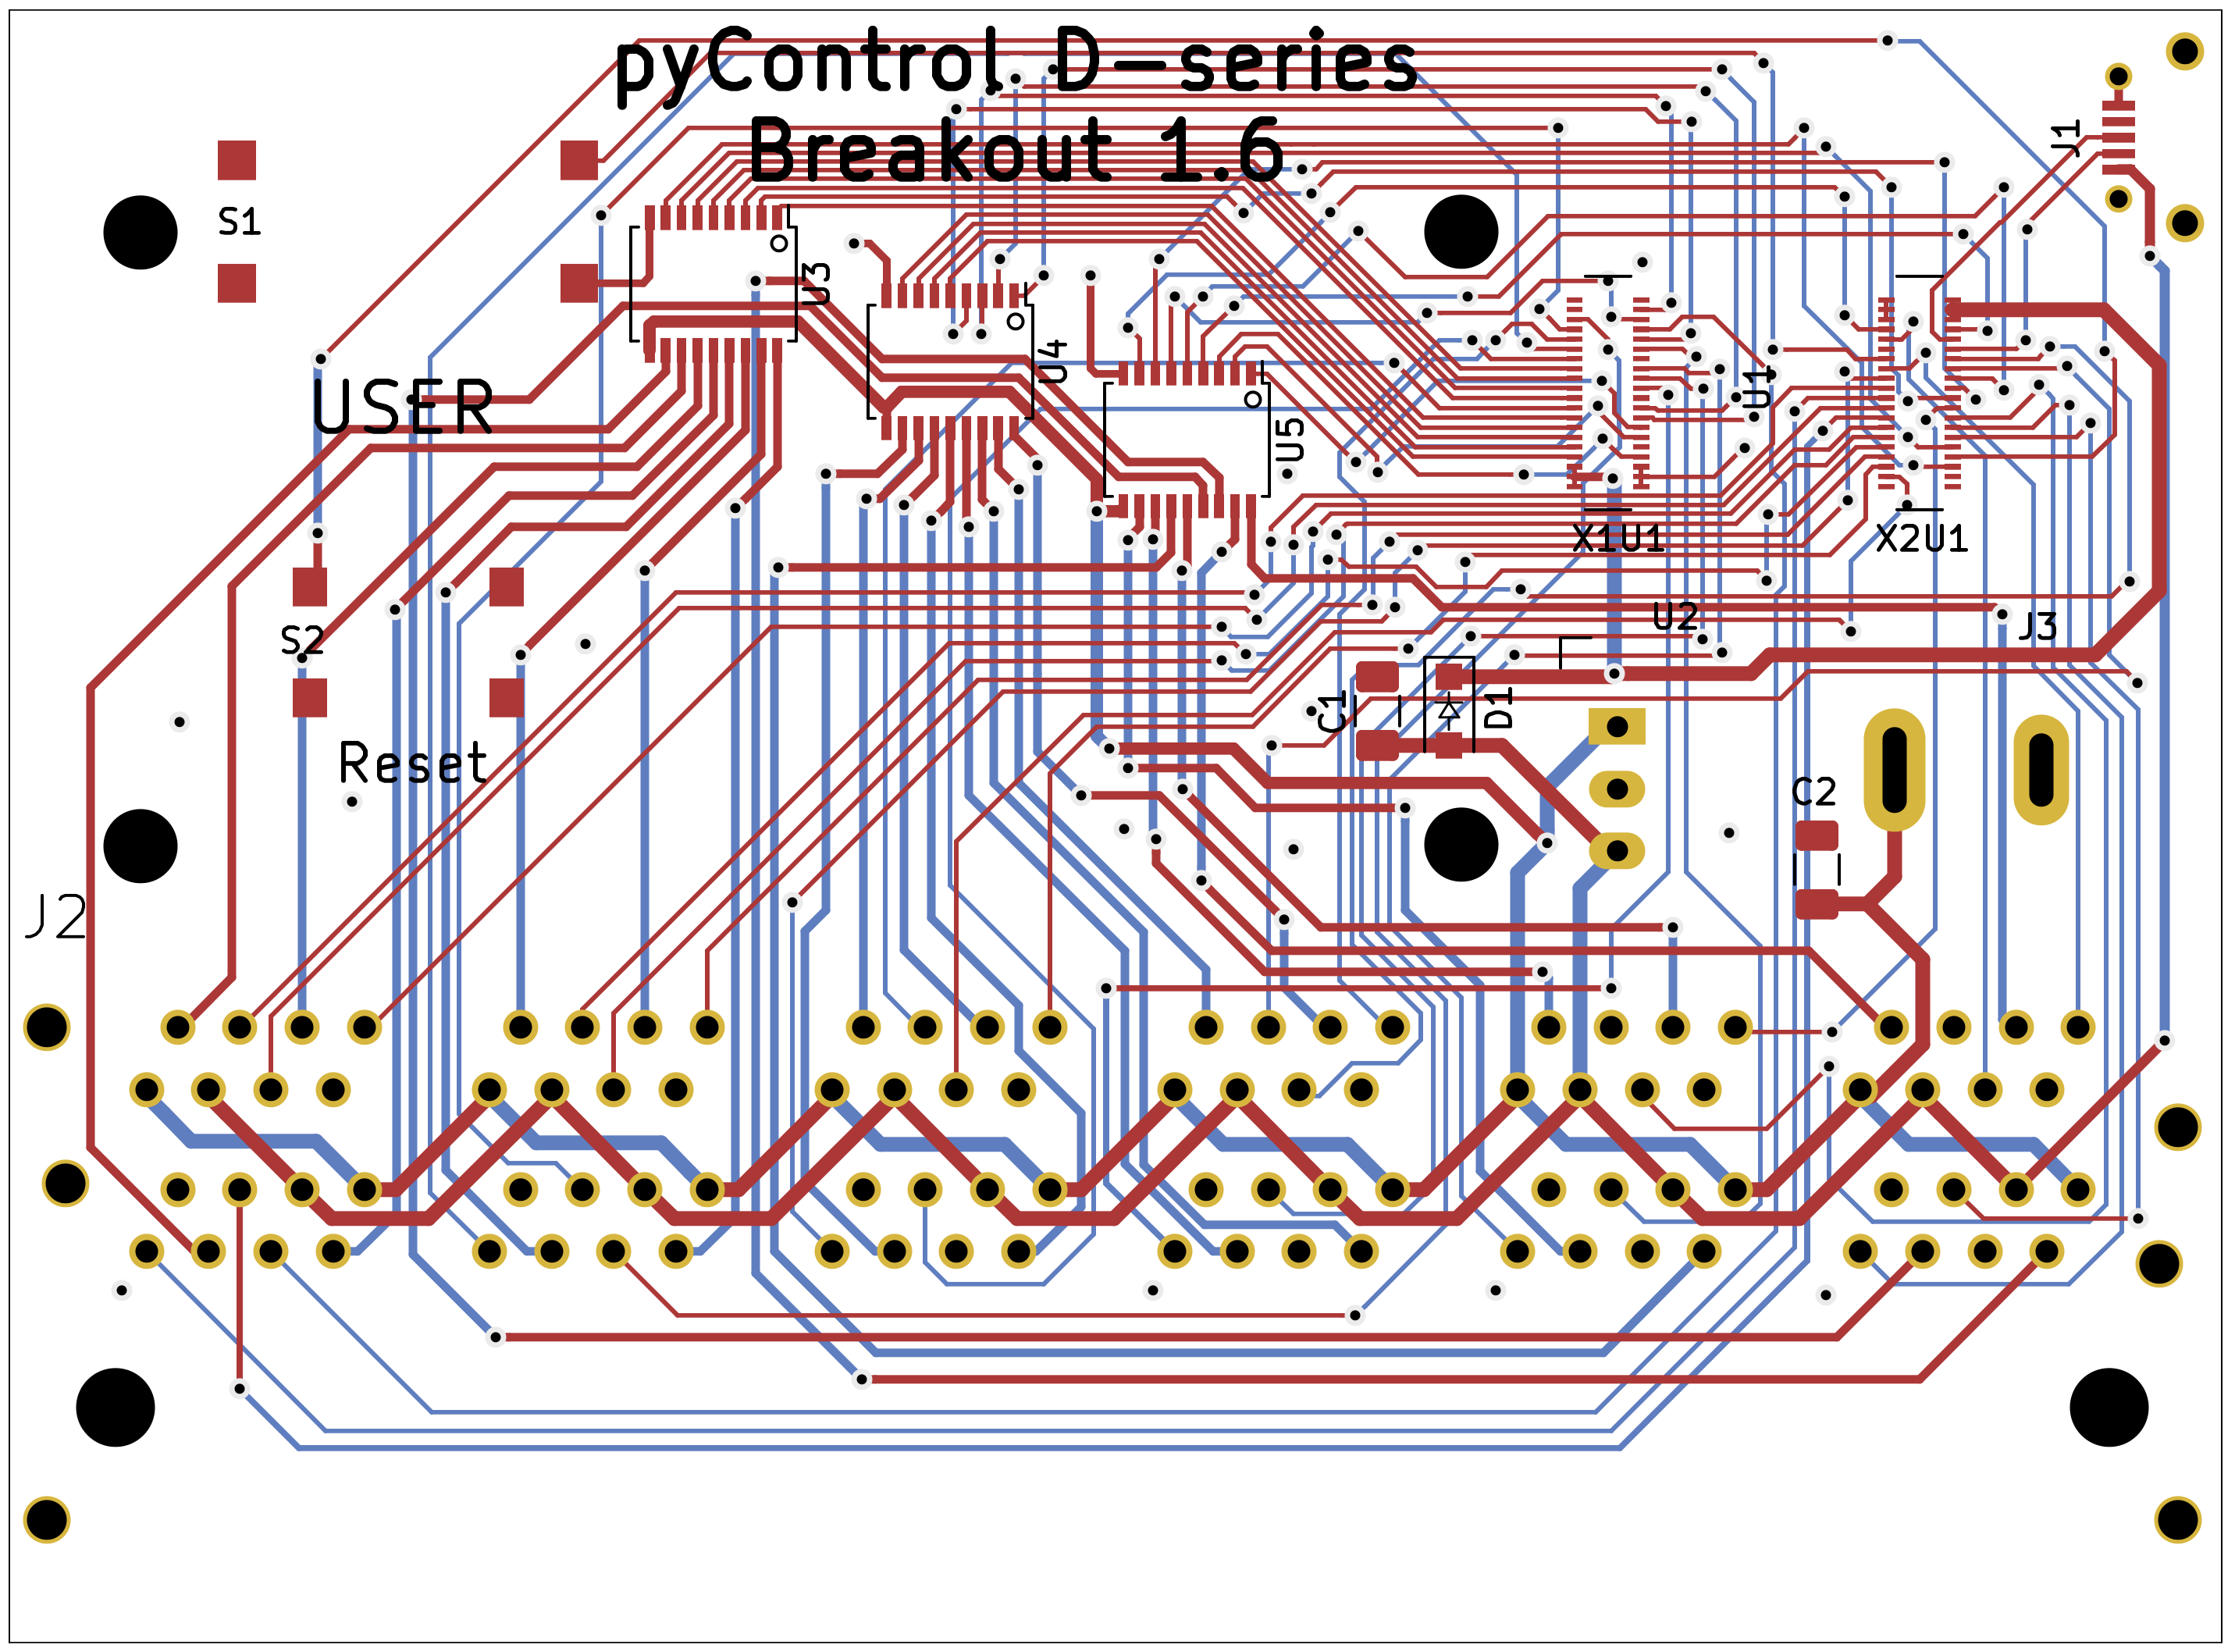 pyControl D-series
Breakout 1.6
J1
S1
U3
U4
USER
U1
U5
X1U1
X2U1
S2
U2
J3
Reset
C1
D1
C2
J2